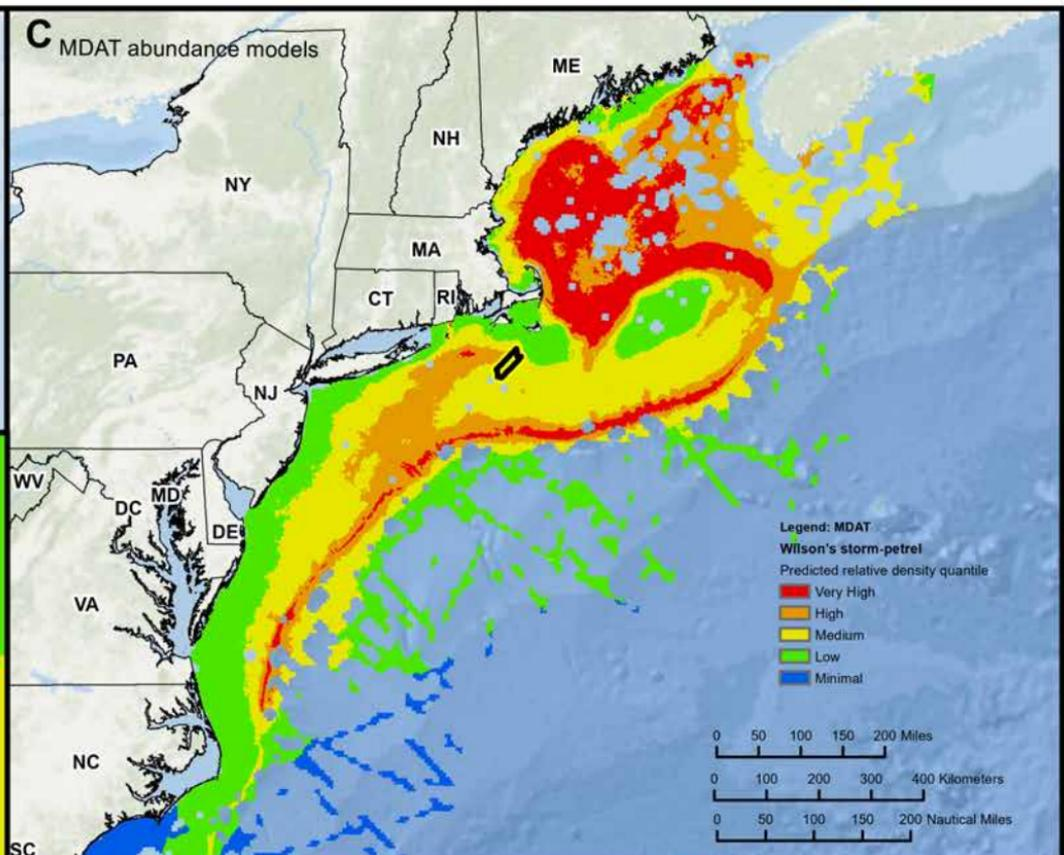 C MDAT abundance models
ME
NH
NY
MA
CT
RI
PA
NJ
WV
MD
DC
DE
VA
NC
SC
Legend: MDAT
Wilson's storm-petrel
Predicted relative density quantile
Very High
High
Medium
Low
Minimal
0 50 100 150 200 Miles
0 100 200 300 400 Kilometers
0 50 100 150 200 Nautical Miles